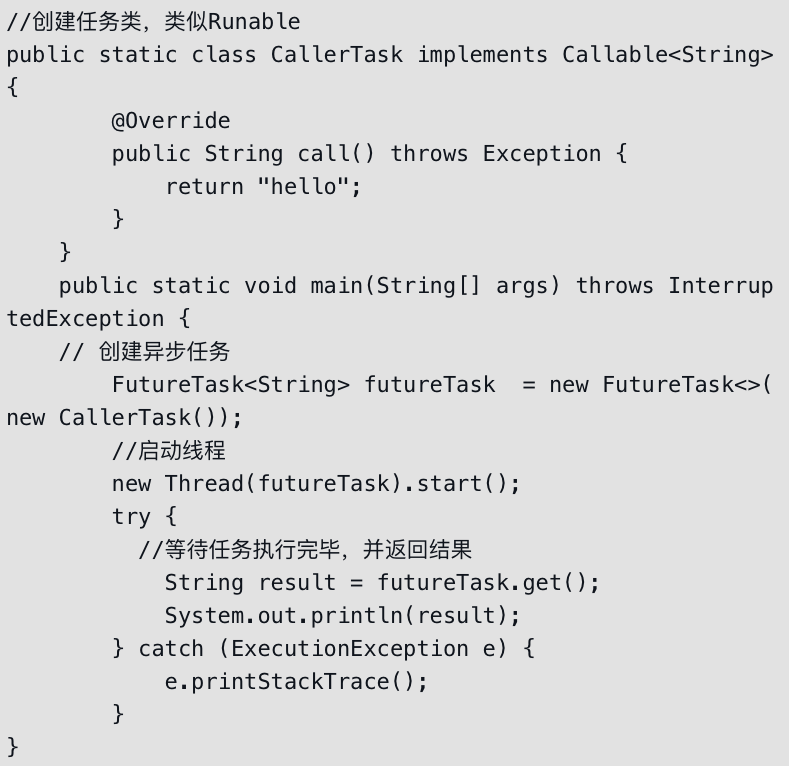 //创建任务类，类似Runable
public static class CallerTask implements Callable<String>
{
        @Override
        public String call() throws Exception {
            return "hello";
        }
    }
    public static void main(String[] args) throws Interrup
tedException {
    // 创建异步任务
        FutureTask<String> futureTask  = new FutureTask<>(
new CallerTask());
        //启动线程
        new Thread(futureTask).start();
        try {
          //等待任务执行完毕，并返回结果
            String result = futureTask.get();
            System.out.println(result);
        } catch (ExecutionException e) {
            e.printStackTrace();
        }
}